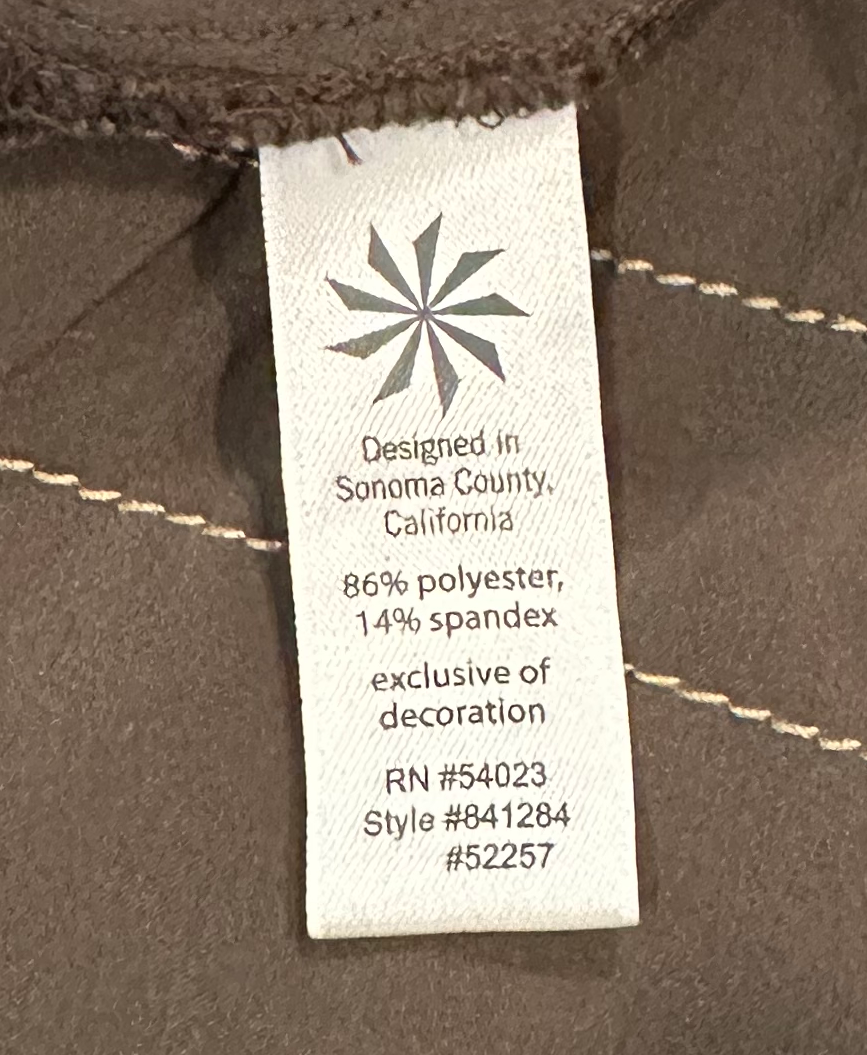 Designed in
Sonoma County,
California
86% polyester,
14% spandex
exclusive of
decoration
RN #54023
Style #841284
#52257